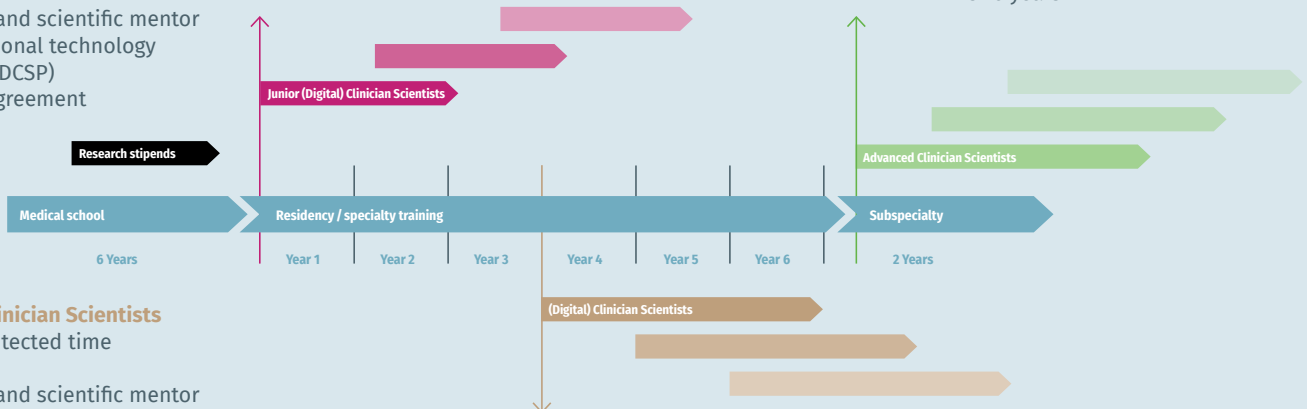 and scientific mentor
onal technology
DCSP)
greement
Research stipends
Junior (Digital) Clinician Scientists
Advanced Clinician Scientists
Medical school
Residency / specialty training
Subspecialty
6 Years
Year 1
Year 2
Year 3
Year 4
Year 5
Year 6
2 Years
inician Scientists
tected time
and scientific mentor
(Digital) Clinician Scientists